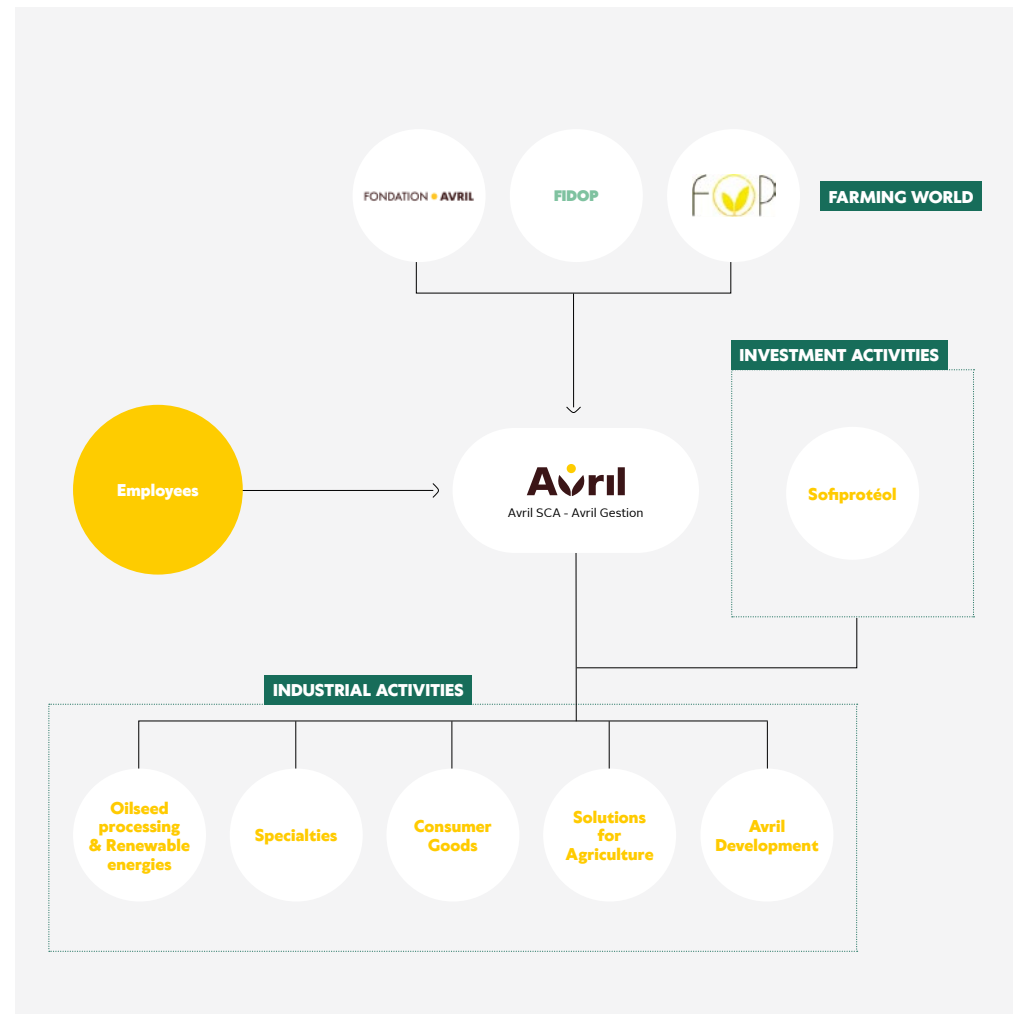 FONDATION • AVRIL
FIDOP
FOP
FARMING WORLD
INVESTMENT ACTIVITIES
Employees
Avril
Avril SCA - Avril Gestion
Sofiprotéol
INDUSTRIAL ACTIVITIES
Oilseed
processing
& Renewable
energies
Specialties
Consumer
Goods
Solutions
for
Agriculture
Avril
Development